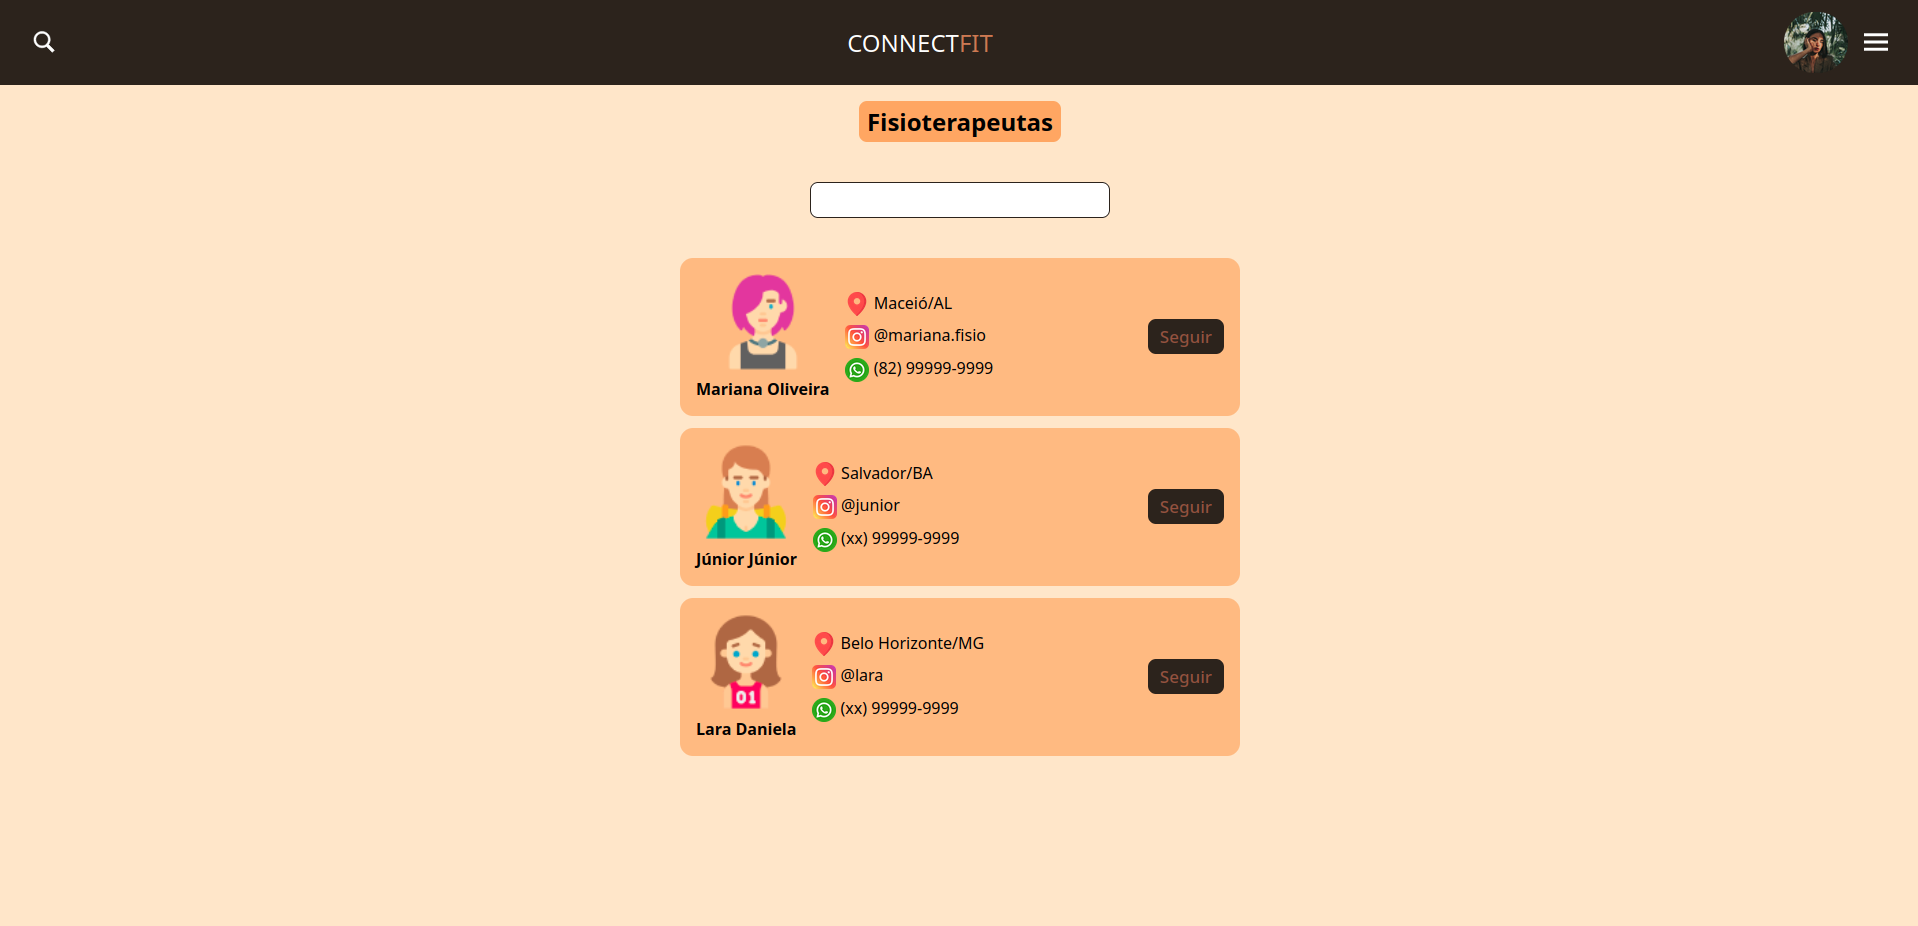 CONNECTFIT
Fisioterapeutas
Maceió/AL
@mariana.fisio
(82) 99999-9999
Mariana Oliveira
Seguir
Salvador/BA
@junior
(xx) 99999-9999
Júnior Júnior
Seguir
01
Belo Horizonte/MG
@lara
(xx) 99999-9999
Lara Daniela
Seguir